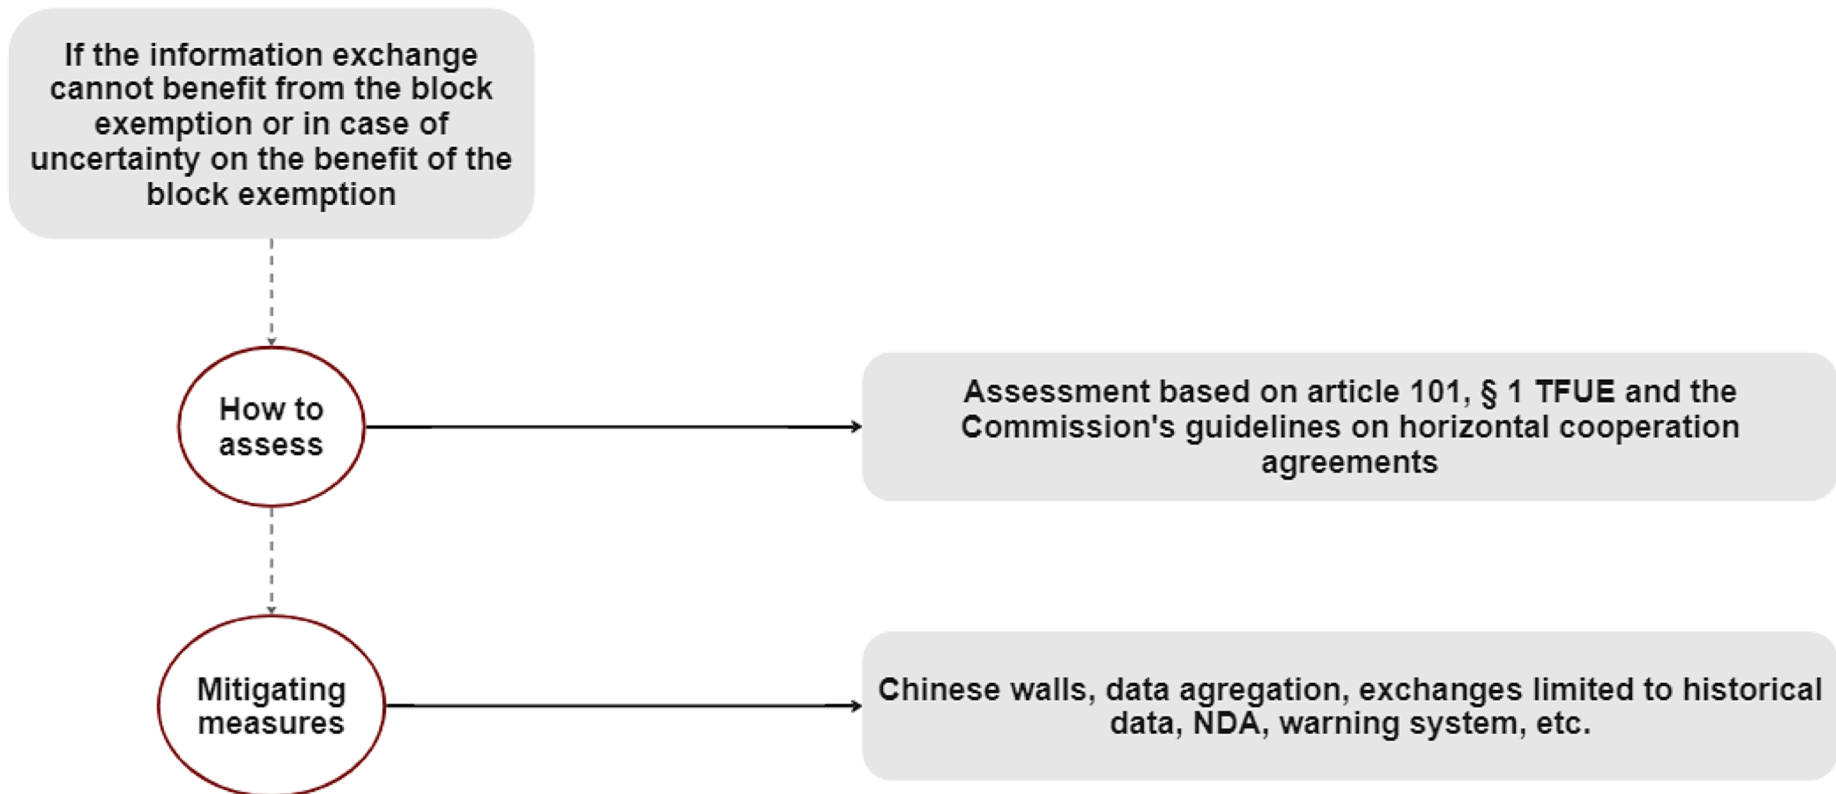 If the information exchange
cannot benefit from the block
exemption or in case of
uncertainty on the benefit of the
block exemption
How to
assess
Assessment based on article 101, § 1 TFUE and the
Commission's guidelines on horizontal cooperation
agreements
Mitigating
measures
Chinese walls, data agregation, exchanges limited to historical
data, NDA, warning system, etc.